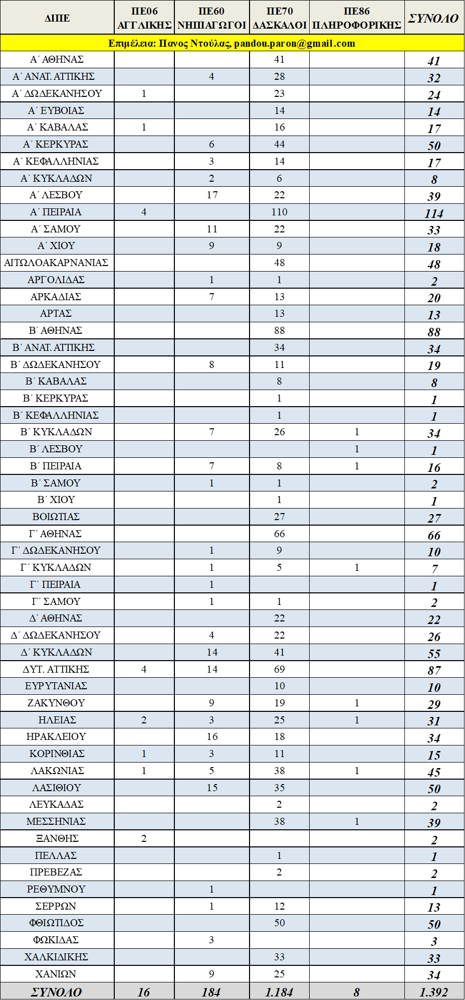 ΔΙΠΕ ΠΕ06 ΑΓΓΛΙΚΗΣ ΠΕ60 ΝΗΠΙΑΓΩΓΟΙ ΠΕ70 ΔΑΣΚΑΛΟΙ ΠΕ86 ΠΛΗΡΟΦΟΡΙΚΗΣ ΣΥΝΟΛΟ
Επιμέλεια: Πανος Ντούλας, pandou.paron@gmail.com
Α΄ ΑΘΗΝΑΣ 41 41
Α΄ ΑΝΑΤ. ΑΤΤΙΚΗΣ 4 28 32
Α΄ ΔΩΔΕΚΑΝΗΣΟΥ 1 23 24
Α΄ ΕΥΒΟΙΑΣ 14 14
Α΄ ΚΑΒΑΛΑΣ 1 16 17
Α΄ ΚΕΡΚΥΡΑΣ 6 44 50
Α΄ ΚΕΦΑΛΛΗΝΙΑΣ 3 14 17
Α΄ ΚΥΚΛΑΔΩΝ 2 6 8
Α΄ ΛΕΣΒΟΥ 17 22 39
Α΄ ΠΕΙΡΑΙΑ 4 110 114
Α΄ ΣΑΜΟΥ 11 22 33
Α΄ ΧΙΟΥ 9 9 18
ΑΙΤΩΛΟΑΚΑΡΝΑΝΙΑΣ 48 48
ΑΡΓΟΛΙΔΑΣ 1 1 2
ΑΡΚΑΔΙΑΣ 7 13 20
ΑΡΤΑΣ 13 13
Β΄ ΑΘΗΝΑΣ 88 88
Β΄ ΑΝΑΤ. ΑΤΤΙΚΗΣ 34 34
Β΄ ΔΩΔΕΚΑΝΗΣΟΥ 8 11 19
Β΄ ΚΑΒΑΛΑΣ 8 8
Β΄ ΚΕΡΚΥΡΑΣ 1 1
Β΄ ΚΕΦΑΛΛΗΝΙΑΣ 1 1
Β΄ ΚΥΚΛΑΔΩΝ 7 26 1 34
Β΄ ΛΕΣΒΟΥ 1 1
Β΄ ΠΕΙΡΑΙΑ 7 8 1 16
Β΄ ΣΑΜΟΥ 1 1 2
Β΄ ΧΙΟΥ 1 1
ΒΟΙΩΤΙΑΣ 27 27
Γ΄ ΑΘΗΝΑΣ 66 66
Γ΄ ΔΩΔΕΚΑΝΗΣΟΥ 1 9 10
Γ΄ ΚΥΚΛΑΔΩΝ 1 5 1 7
Γ΄ ΠΕΙΡΑΙΑ 1 1
Γ΄ ΣΑΜΟΥ 1 1 2
Δ΄ ΑΘΗΝΑΣ 22 22
Δ΄ ΔΩΔΕΚΑΝΗΣΟΥ 4 22 26
Δ΄ ΚΥΚΛΑΔΩΝ 14 41 55
ΔΥΤ. ΑΤΤΙΚΗΣ 4 14 69 87
ΕΥΡΥΤΑΝΙΑΣ 10 10
ΖΑΚΥΝΘΟΥ 9 19 1 29
ΗΛΕΙΑΣ 2 3 25 1 31
ΗΡΑΚΛΕΙΟΥ 16 18 34
ΚΟΡΙΝΘΙΑΣ 1 3 11 15
ΛΑΚΩΝΙΑΣ 1 5 38 1 45
ΛΑΣΙΘΙΟΥ 15 35 50
ΛΕΥΚΑΔΑΣ 2 2
ΜΕΣΣΗΝΙΑΣ 38 1 39
ΞΑΝΘΗΣ 2 2
ΠΕΛΛΑΣ 1 1
ΠΡΕΒΕΖΑΣ 2 2
ΡΕΘΥΜΝΟΥ 1 1
ΣΕΡΡΩΝ 1 12 13
ΦΘΙΩΤΙΔΟΣ 50 50
ΦΩΚΙΔΑΣ 3 3
ΧΑΛΚΙΔΙΚΗΣ 33 33
ΧΑΝΙΩΝ 9 25 34
ΣΥΝΟΛΟ 16 184 1.184 8 1.392